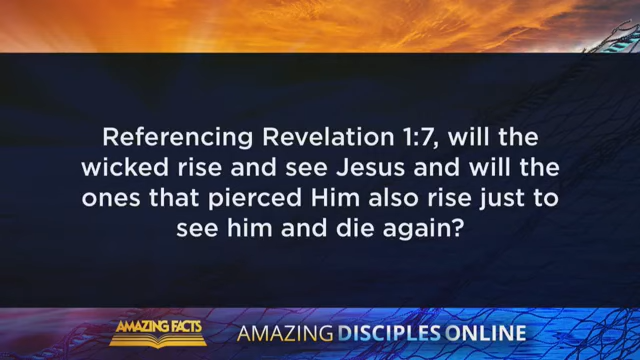 Referencing Revelation 1:7, will the
wicked rise and see Jesus and will the
ones that pierced Him also rise just to
see him and die again?
AMAZING FACTS
AMAZING DISCIPLES ONLINE